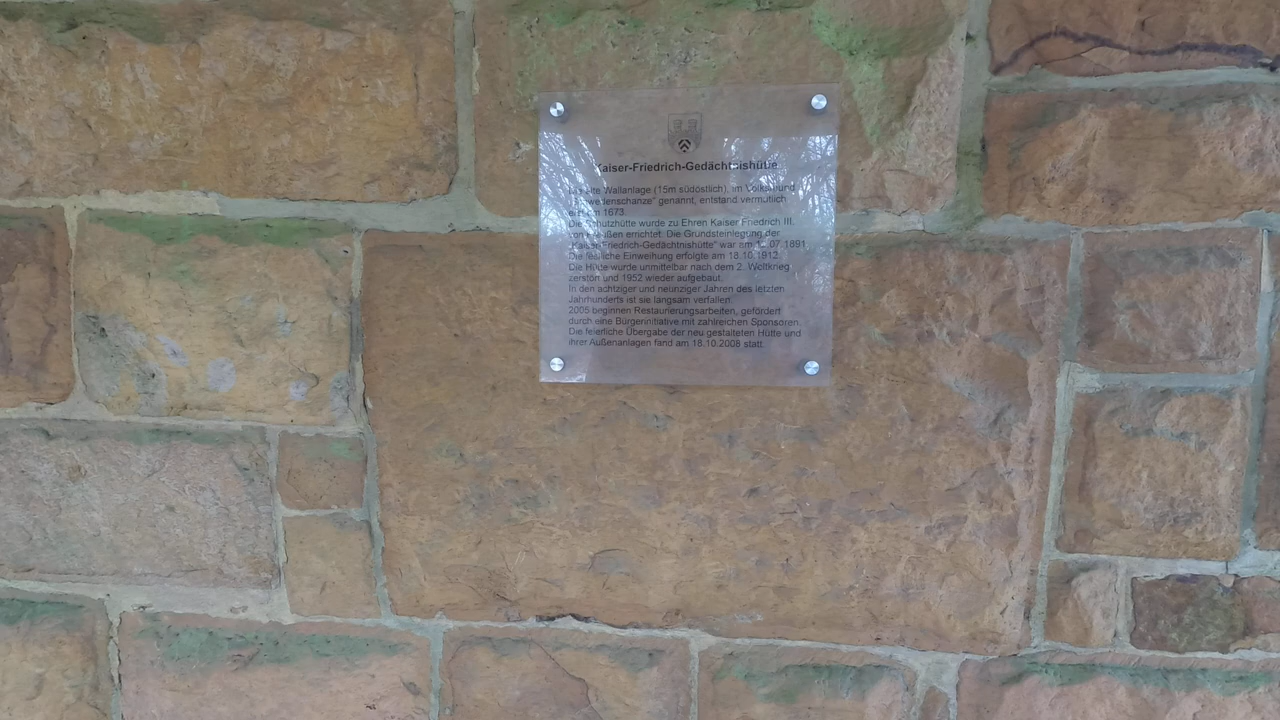 Kaiser-Friedrich-Gedächtnishütte
alte Wallanlage (15m südöstlich), im Volksmund
genannt, entstand vermutlich
1673.
Die Schutzhütte wurde zu Ehren Kaiser Friedrich III.
von Preußen errichtet. Die Grundsteinlegung der
"Kaiser-Friedrich-Gedächtnishütte" war am
Die festliche Einweihung erfolgte am 18.10.1912.
Die Hütte wurde unmittelbar nach dem 2. Weltkrieg
zerstört und 1952 wieder aufgebaut.
In den achtziger und neunziger Jahren des letzten
Jahrhunderts ist sie langsam verfallen.
2005 beginnen Restaurierungsarbeiten, gefördert
durch eine Bürgerinitiative mit zahlreichen Sponsoren.
Die feierliche Übergabe der neu gestalteten Hütte und
ihrer Außenanlagen fand am 18.10.2008 statt.